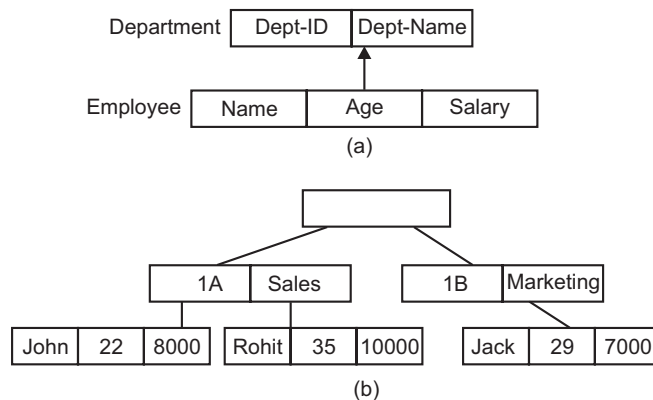 Department Dept-ID Dept-Name
Employee Name Age Salary
(a)
1A Sales 1B Marketing
John 22 8000 Rohit 35 10000 Jack 29 7000
(b)